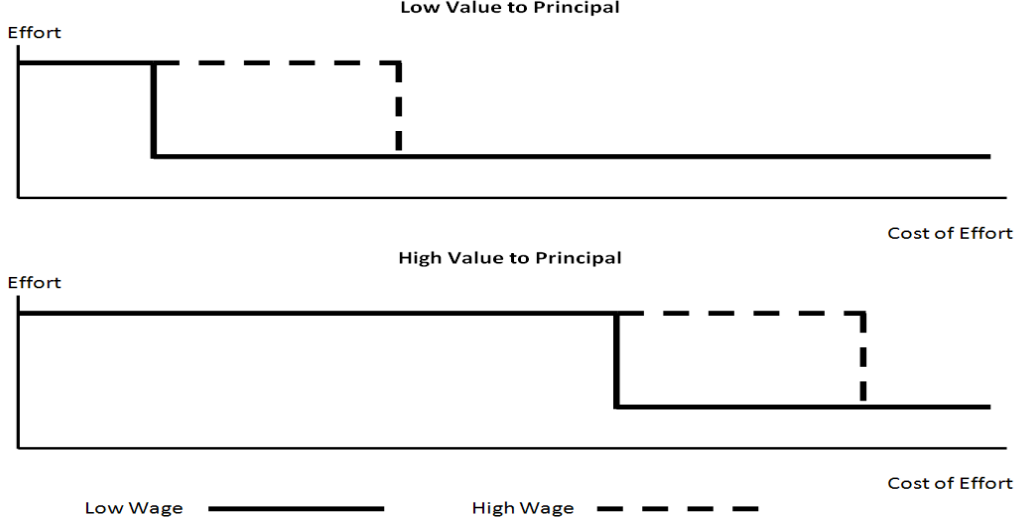 Low Value to Principal
Effort
Cost of Effort
High Value to Principal
Effort
Cost of Effort
Low Wage High Wage